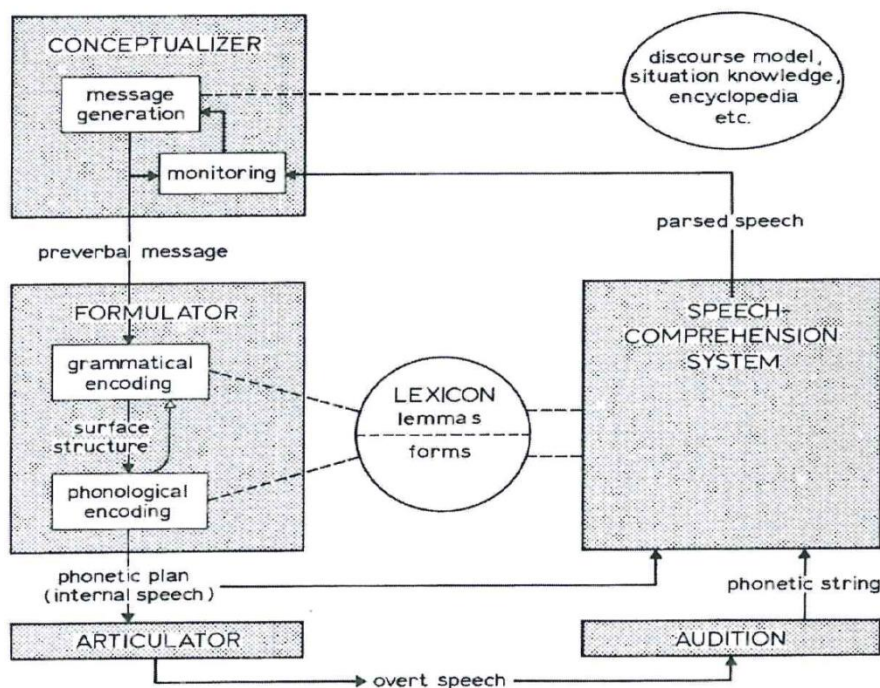 CONCEPTUALIZER
message
generation
monitoring
discourse model,
situation knowledge,
encyclopedia
etc.
parsed speech
preverbal message
FORMULATOR
grammatical
encoding
surface
structure
phonological
encoding
LEXICON
lemmas
forms
SPEECH-
COMPREHENSION
SYSTEM
phonetic plan
(internal speech)
phonetic string
ARTICULATOR
AUDITION
overt speech